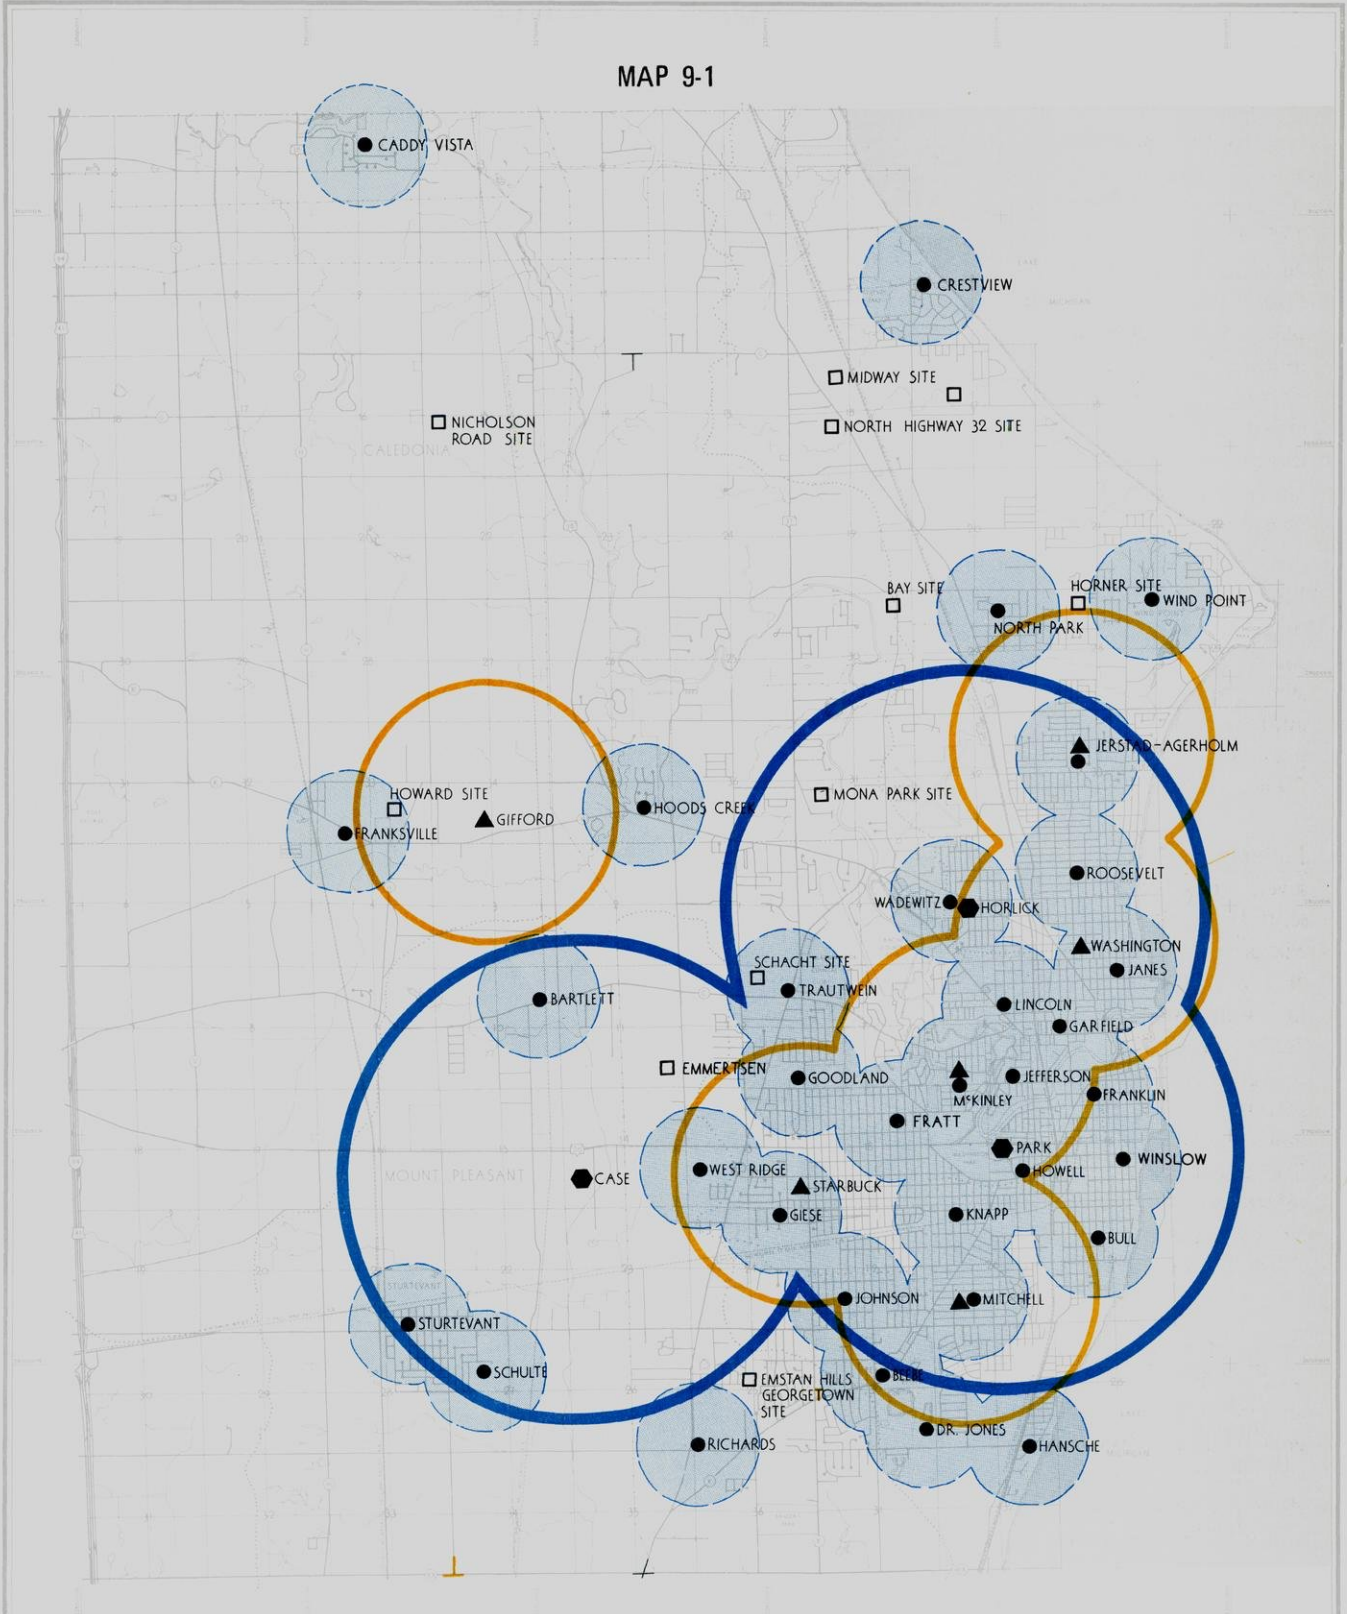 MAP 9-1
CADDY VISTA
CRESTVIEW
MIDWAY SITE
NICHOLSON
ROAD SITE
NORTH HIGHWAY 32 SITE
CALEDONIA
BAY SITE
HORNER SITE
WIND POINT
NORTH PARK
JERSTAD-AGERHOLM
HOWARD SITE
MONA PARK SITE
HOODS CREEK
GIFFORD
FRANKSVILLE
ROOSEVELT
WADEWITZ
HORLICK
WASHINGTON
SCHACHT SITE
JANES
TRAUTWEIN
BARTLETT
LINCOLN
GARFIELD
EMMERTSEN
GOODLAND
JEFFERSON
FRANKLIN
McKINLEY
FRATT
PARK
WINSLOW
WEST RIDGE
HOWELL
MOUNT PLEASANT
CASE
STARBUCK
GIESE
KNAPP
BULL
STURTEVANT
JOHNSON
MITCHELL
STURTEVANT
SCHULTE
BEEBE
EMSTAN HILLS
GEORGETOWN
SITE
DR. JONES
RICHARDS
HANSCHE